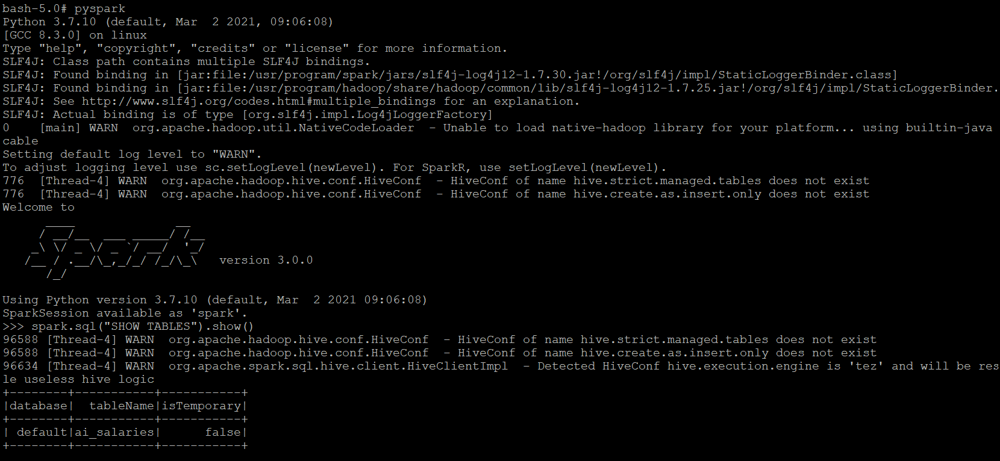 bash-5.0# pyspark
Python 3.7.10 (default, Mar  2 2021, 09:06:08)
[GCC 8.3.0] on linux
Type "help", "copyright", "credits" or "license" for more information.
SLF4J: Class path contains multiple SLF4J bindings.
SLF4J: Found binding in [jar:file:/usr/program/spark/jars/slf4j-log4j12-1.7.30.jar!/org/slf4j/impl/StaticLoggerBinder.class]
SLF4J: Found binding in [jar:file:/usr/program/hadoop/share/hadoop/common/lib/slf4j-log4j12-1.7.25.jar!/org/slf4j/impl/StaticLoggerBinder.
SLF4J: See http://www.slf4j.org/codes.html#multiple_bindings for an explanation.
SLF4J: Actual binding is of type [org.slf4j.impl.Log4jLoggerFactory]
0    [main] WARN  org.apache.hadoop.util.NativeCodeLoader  - Unable to load native-hadoop library for your platform... using builtin-java
cable
Setting default log level to "WARN".
To adjust logging level use sc.setLogLevel(newLevel). For SparkR, use setLogLevel(newLevel).
776  [Thread-4] WARN  org.apache.hadoop.hive.conf.HiveConf  - HiveConf of name hive.strict.managed.tables does not exist
776  [Thread-4] WARN  org.apache.hadoop.hive.conf.HiveConf  - HiveConf of name hive.create.as.insert.only does not exist
Welcome to
      ____              __
     / __/__  ___ _____/ /__
    _\ \/ _ \/ _ `/ __/  '_/
   /__ / .__/\_,_/_/ /_/\_\   version 3.0.0
      /_/
Using Python version 3.7.10 (default, Mar  2 2021 09:06:08)
SparkSession available as 'spark'.
>>> spark.sql("SHOW TABLES").show()
96588 [Thread-4] WARN  org.apache.hadoop.hive.conf.HiveConf  - HiveConf of name hive.strict.managed.tables does not exist
96588 [Thread-4] WARN  org.apache.hadoop.hive.conf.HiveConf  - HiveConf of name hive.create.as.insert.only does not exist
96634 [Thread-4] WARN  org.apache.spark.sql.hive.client.HiveClientImpl  - Detected HiveConf hive.execution.engine is 'tez' and will be res
le useless hive logic
+--------+-----------+-----------+
|database|  tableName|isTemporary|
+--------+-----------+-----------+
| default|ai_salaries|      false|
+--------+-----------+-----------+